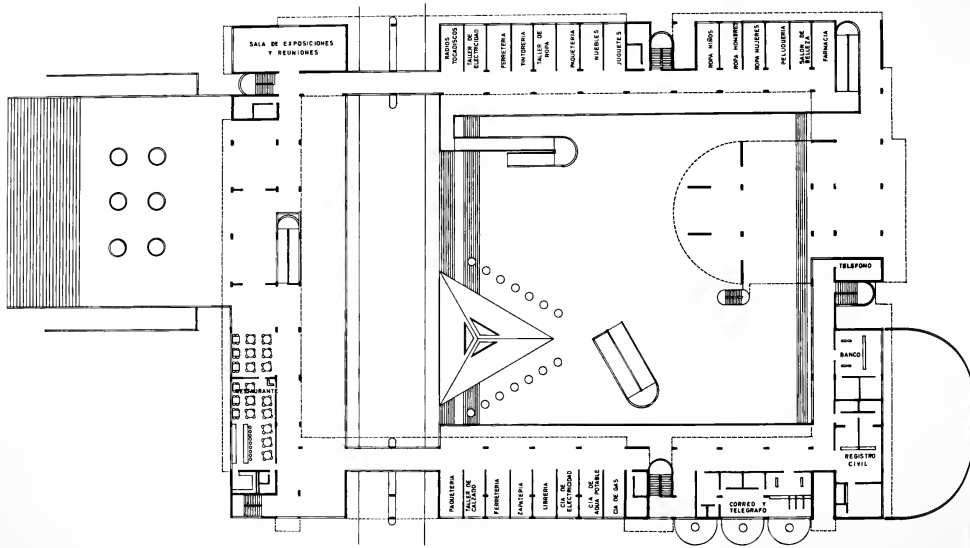 SALA DE EXPOSICIONES
Y REUNIONES
RADIOS
TOCADISCOS
TALLER DE
ELECTRICIDAD
FERRETERIA
TINTORERIA
TALLER DE
ROPA
PAQUETERIA
MUEBLES
JUGUETES
ROPA NIÑOS
ROPA HOMBRES
ROPA MUJERES
PELUQUERIA
SALON DE
BELLEZA
FARMACIA
TELEFONO
BANCO
RESTAURANTE
REGISTRO
CIVIL
PAQUETERIA
TALLER DE
CALZADO
FERRETERIA
ZAPATERIA
LIBRERIA
CIA DE
ELECTRICIDAD
CIA DE
AGUA POTABLE
CIA DE GAS
CORREO Y
TELEGRAFO